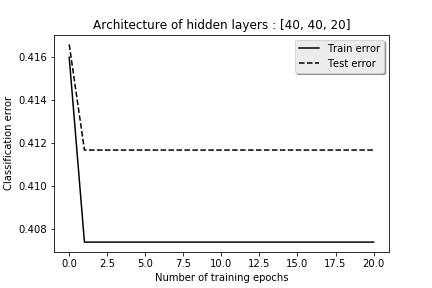 Architecture of hidden layers : [40, 40, 20]
Train error
Test error
0.416
0.414
0.412
0.410
0.408
Classification error
0.0 2.5 5.0 7.5 10.0 12.5 15.0 17.5 20.0
Number of training epochs